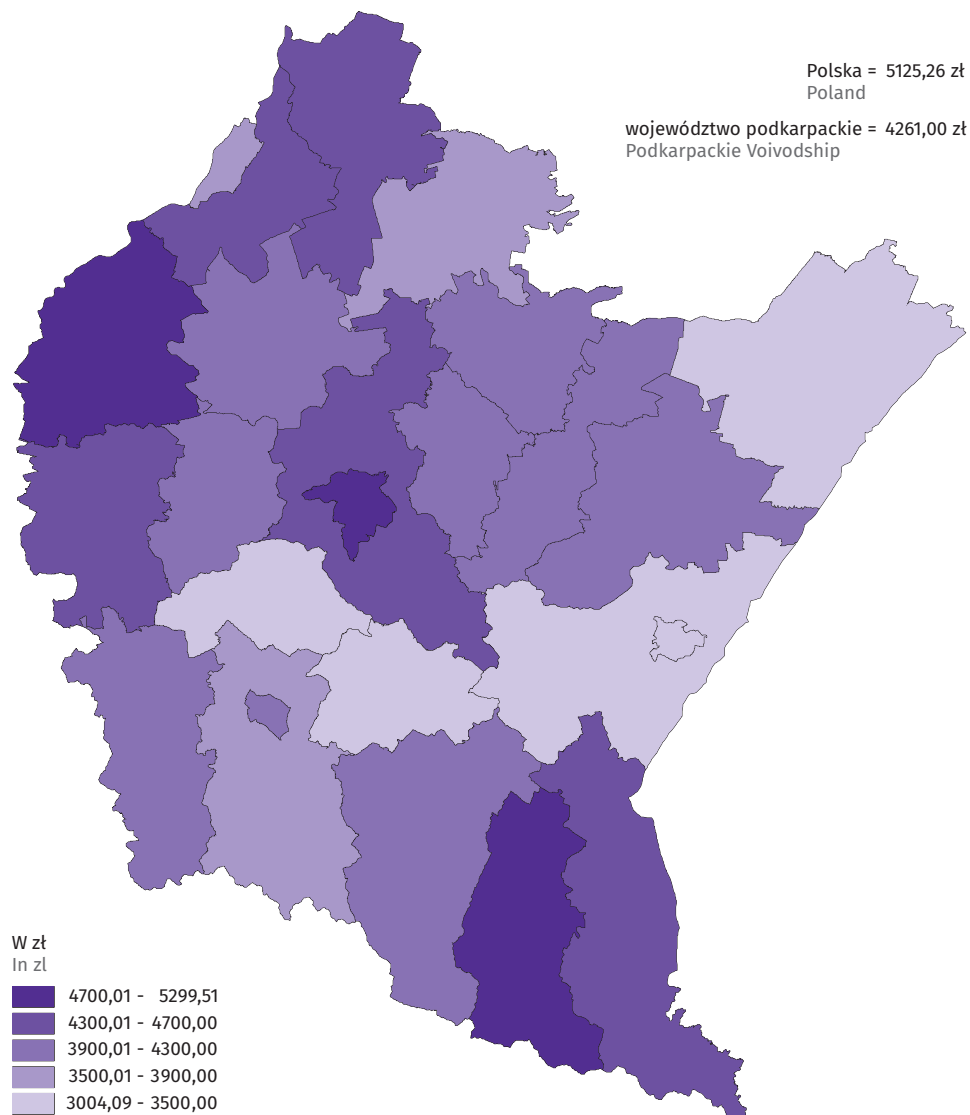 Polska = 5125,26 zł
Poland
województwo podkarpackie = 4261,00 zł
Podkarpackie Voivodship
W zł
In zl
4700,01 - 5299,51
4300,01 - 4700,00
3900,01 - 4300,00
3500,01 - 3900,00
3004,09 - 3500,00